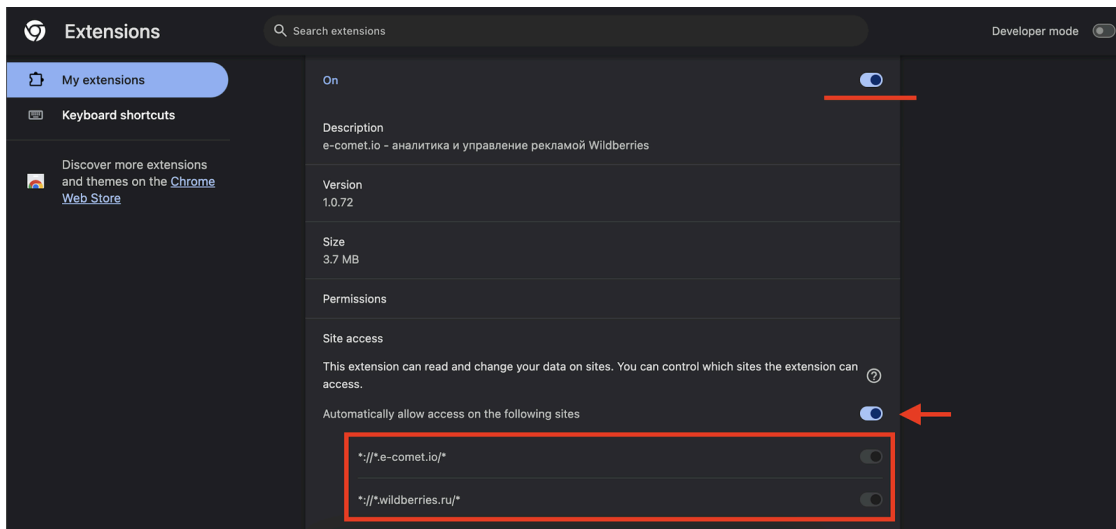 Extensions
Search extensions
Developer mode
My extensions
Keyboard shortcuts
Discover more extensions
and themes on the Chrome
Web Store
On
Description
e-comet.io - аналитика и управление рекламой Wildberries
Version
1.0.72
Size
3.7 MB
Permissions
Site access
This extension can read and change your data on sites. You can control which sites the extension can
access.
Automatically allow access on the following sites
*://*.e-comet.io/*
*://*.wildberries.ru/*